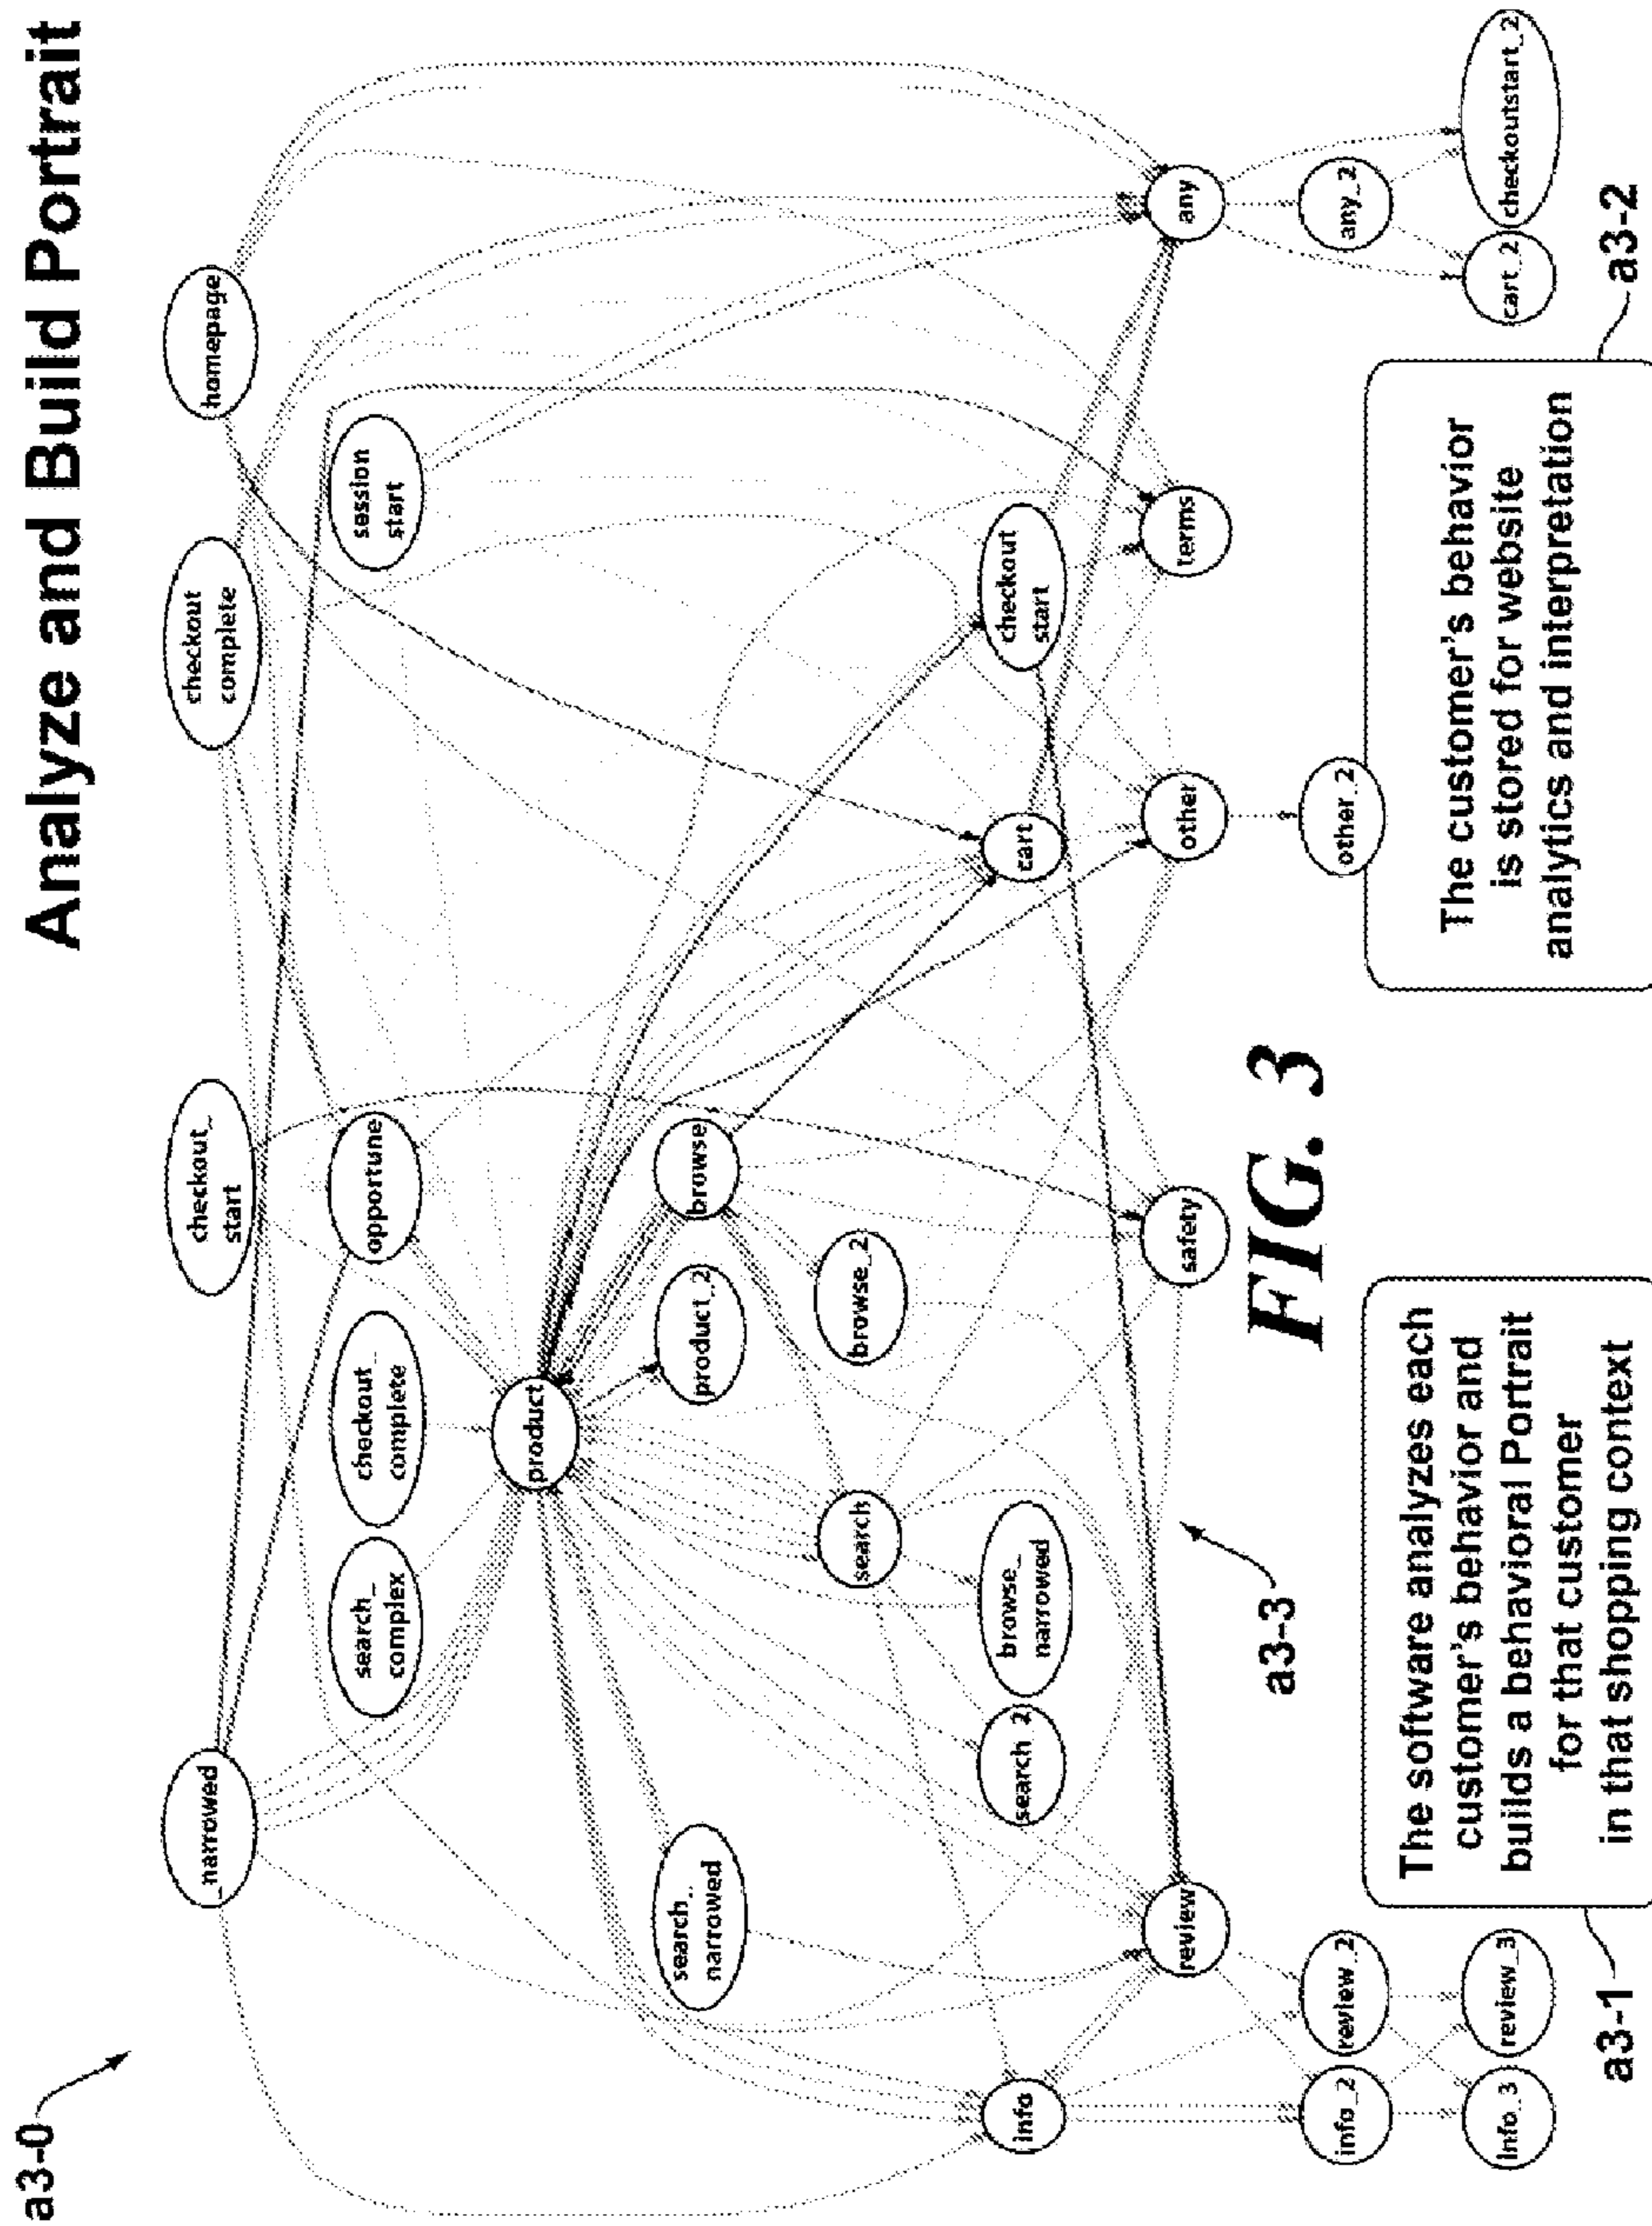 Analyze and Build Portrait
a3-0
_narrowed
checkout_
start
checkout
complete
homepage
search_
complex
checkout_
complete
opportune
session
start
product
search_
narrowed
product_2
browse
search
browse_2
info
search_2
browse_
narrowed
cart
checkout
start
review
safety
other
terms
any
a3-3
FIG. 3
info_2
review_2
other_2
any_2
info_3
review_3
cart_2
checkoutstart_2
The software analyzes each
customer's behavior and
builds a behavioral Portrait
for that customer
in that shopping context
a3-1
The customer's behavior
is stored for website
analytics and interpretation
a3-2